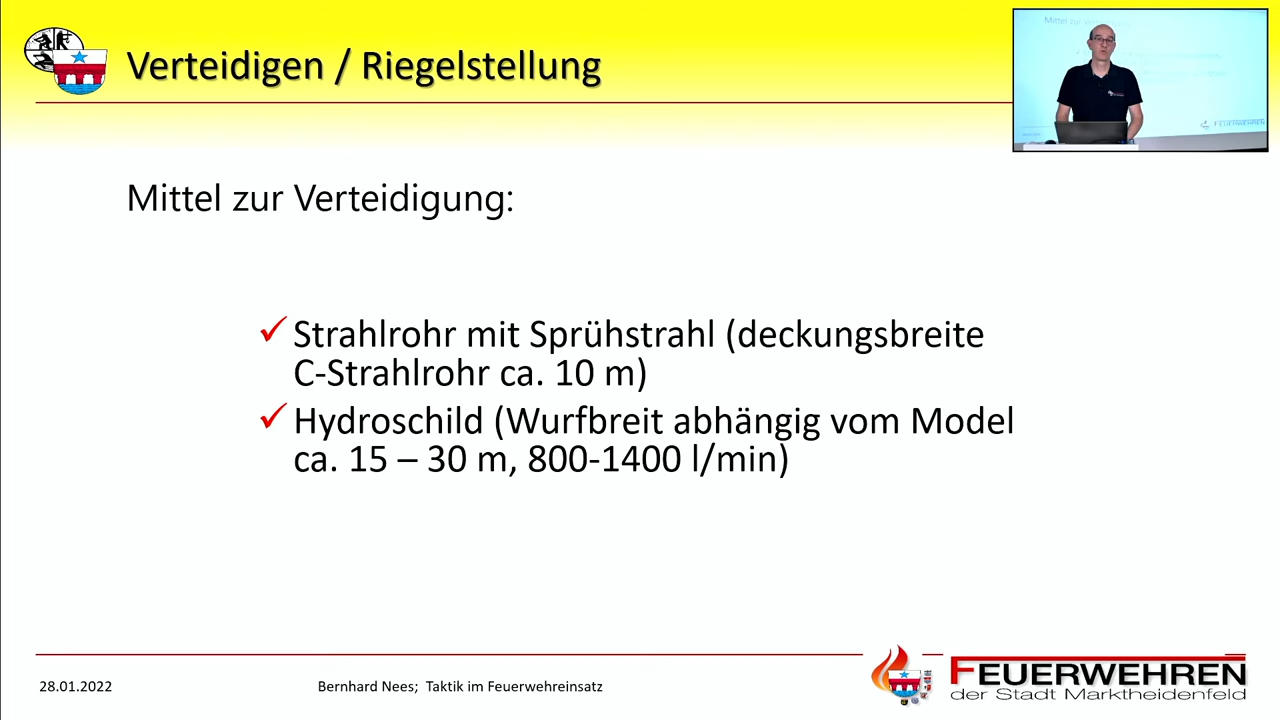 Verteidigen / Riegelstellung
Mittel zur Verteidigung:
Strahlrohr mit Sprühstrahl (deckungsbreite
C-Strahlrohr ca. 10 m)
Hydroschild (Wurfbreit abhängig vom Model
ca. 15 – 30 m, 800-1400 l/min)
28.01.2022
Bernhard Nees; Taktik im Feuerwehreinsatz
FEUERWEHREN
der Stadt Marktheidenfeld